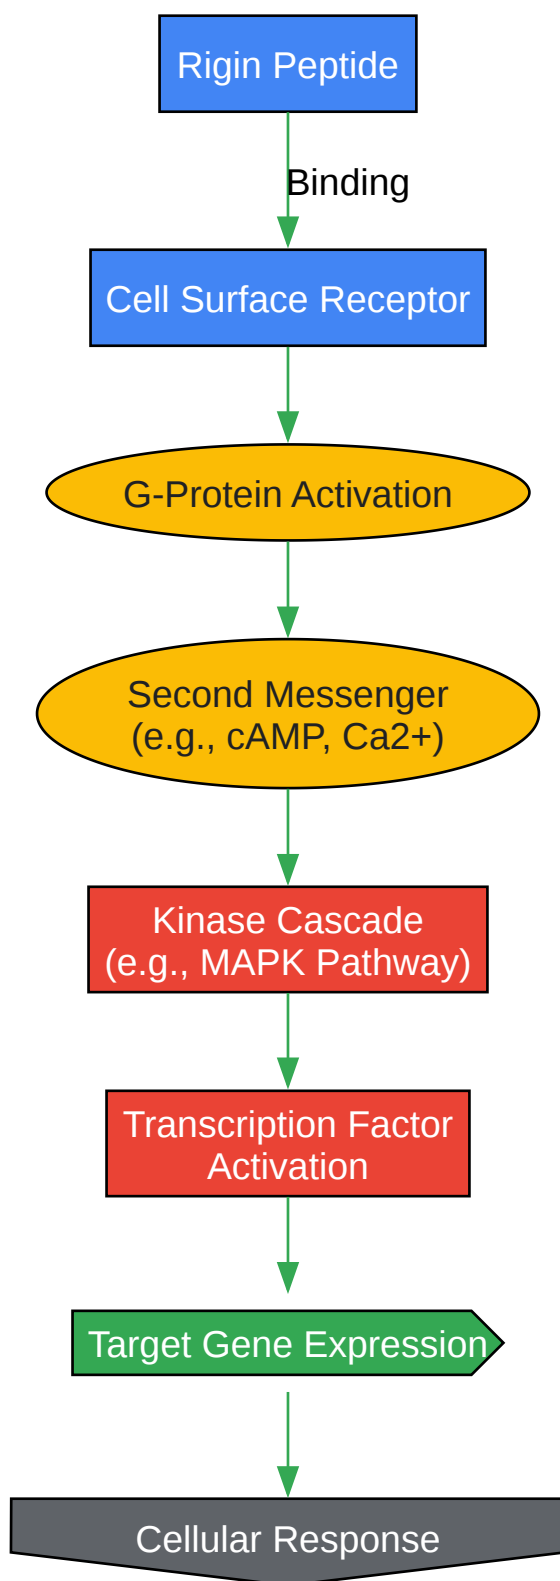 Rigin Peptide
Binding
Cell Surface Receptor
G-Protein Activation
Second Messenger
(e.g., cAMP, Ca2+)
Kinase Cascade
(e.g., MAPK Pathway)
Transcription Factor
Activation
Target Gene Expression
Cellular Response